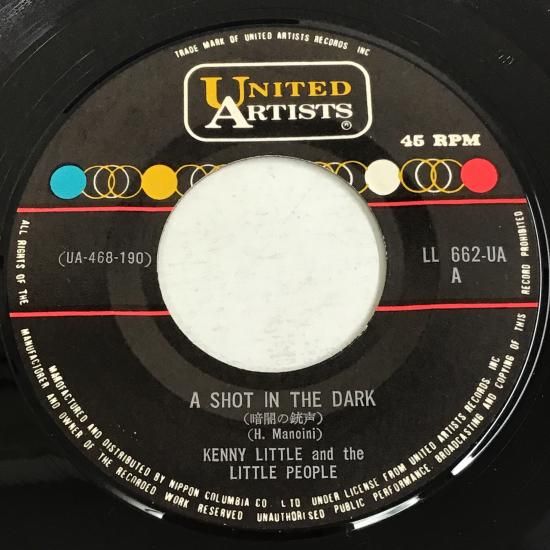 TRADE MARK OF UNITED ARTISTS RECORDS INC
UNITED
ARTISTS
®
45 RPM
(UA-468-190)
LL 662-UA
A
A SHOT IN THE DARK
(暗闇の銃声)
(H. Mancini)
KENNY LITTLE and the
LITTLE PEOPLE
ALL RIGHTS OF THE MANUFACTURER AND OWNER OF THE RECORDED WORK RESERVED UNAUTHORISED PUBLIC PERFORMANCE. BROADCASTING AND COPYING OF THIS RECORD PROHIBITED
MANUFACTURED AND DISTRIBUTED BY NIPPON COLUMBIA CO. LTD UNDER LICENSE FROM UNITED ARTISTS RECORDS, INC